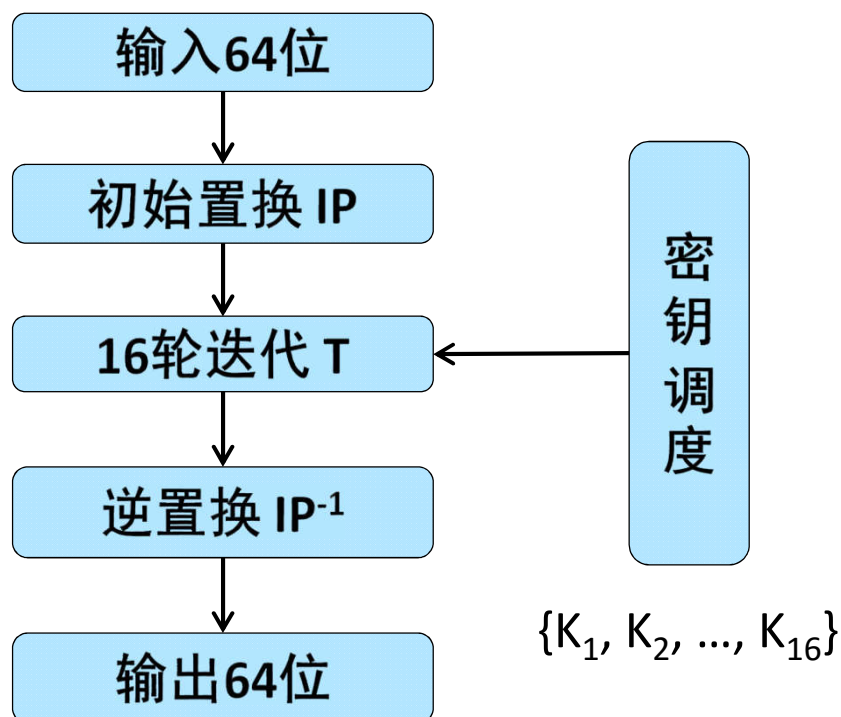 输入64位
初始置换 IP
16轮迭代 T
逆置换 IP⁻¹
输出64位
密
钥
调
度
{K₁, K₂, …, K₁₆}